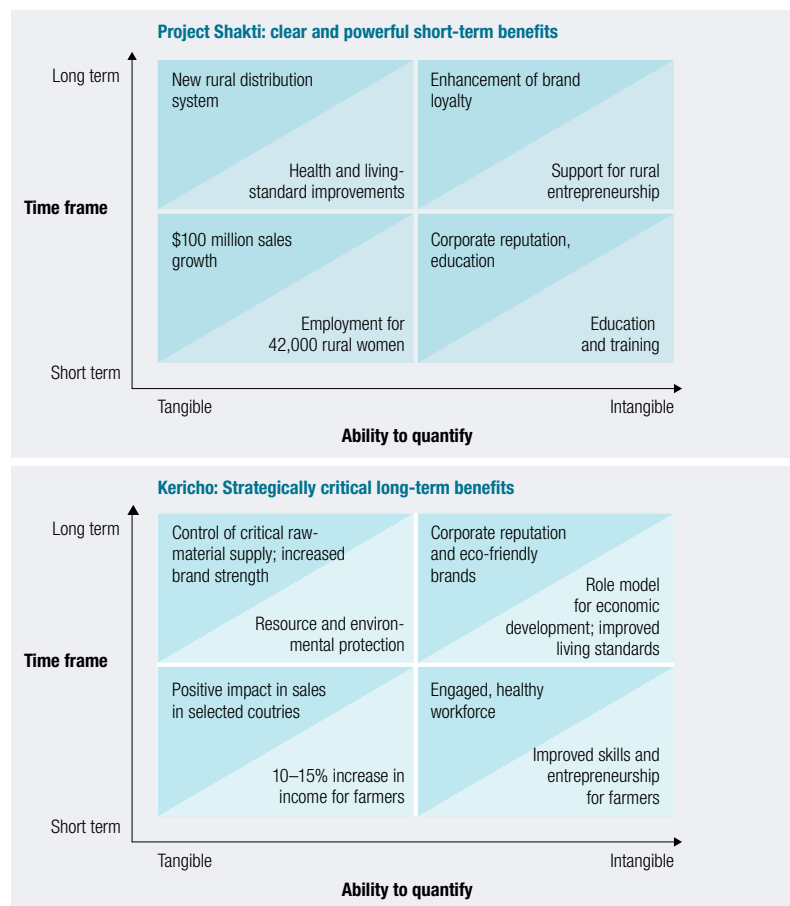 Project Shakti: clear and powerful short-term benefits
Long term
New rural distribution
system
Health and living-
standard improvements
Enhancement of brand
loyalty
Support for rural
entrepreneurship
Time frame
$100 million sales
growth
Employment for
42,000 rural women
Corporate reputation,
education
Education
and training
Short term
Tangible
Intangible
Ability to quantify
Kericho: Strategically critical long-term benefits
Long term
Control of critical raw-
material supply; increased
brand strength
Resource and environ-
mental protection
Corporate reputation
and eco-friendly
brands
Role model
for economic
development; improved
living standards
Time frame
Positive impact in sales
in selected coutries
10–15% increase in
income for farmers
Engaged, healthy
workforce
Improved skills and
entrepreneurship
for farmers
Short term
Tangible
Intangible
Ability to quantify